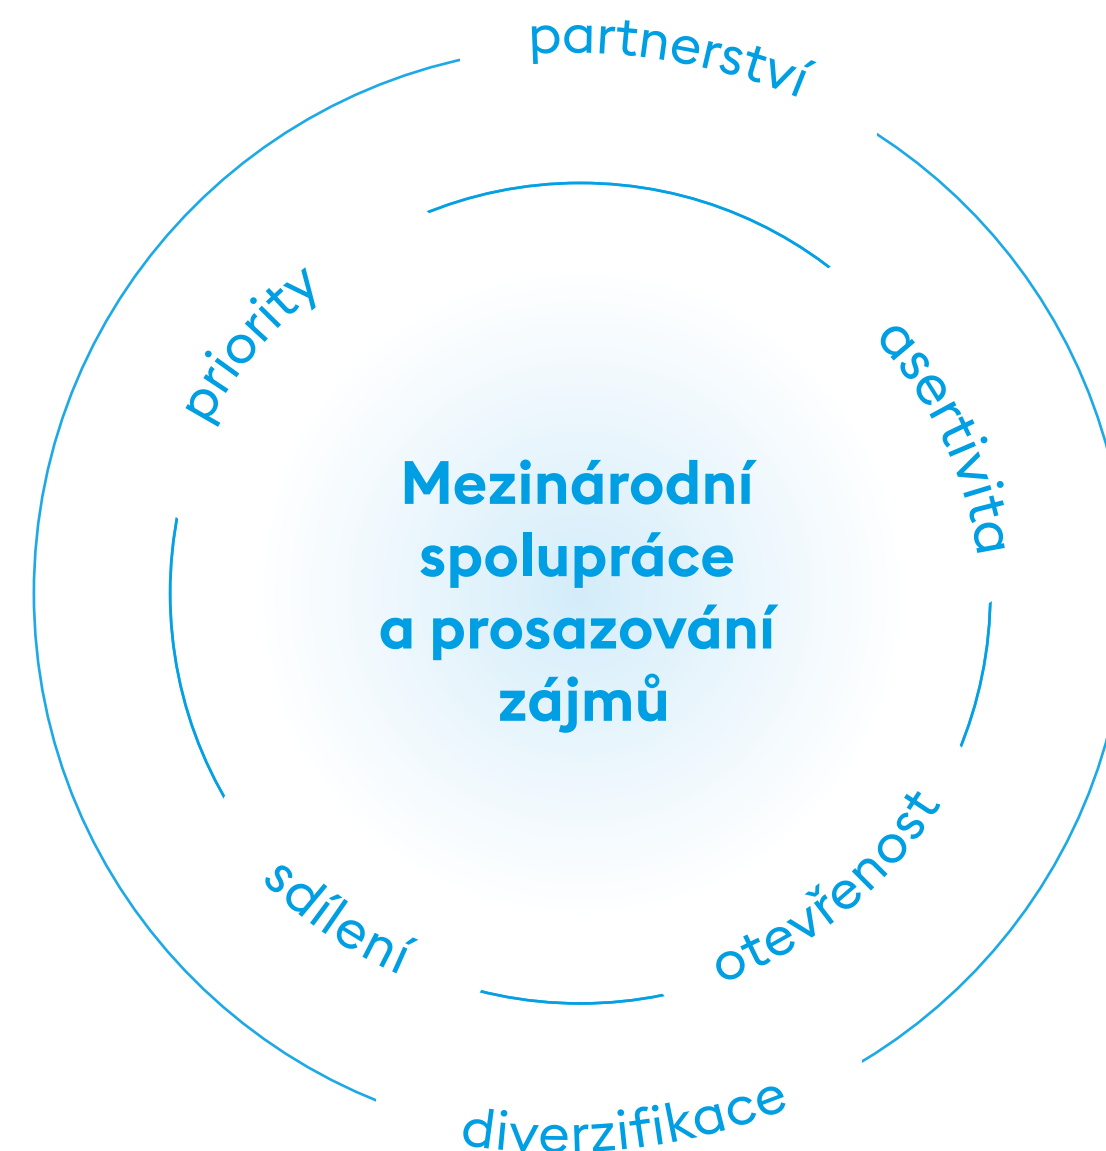 partnerství
priority
asertivita
Mezinárodní
spolupráce
a prosazování
zájmů
sdílení
otevřenost
diverzifikace